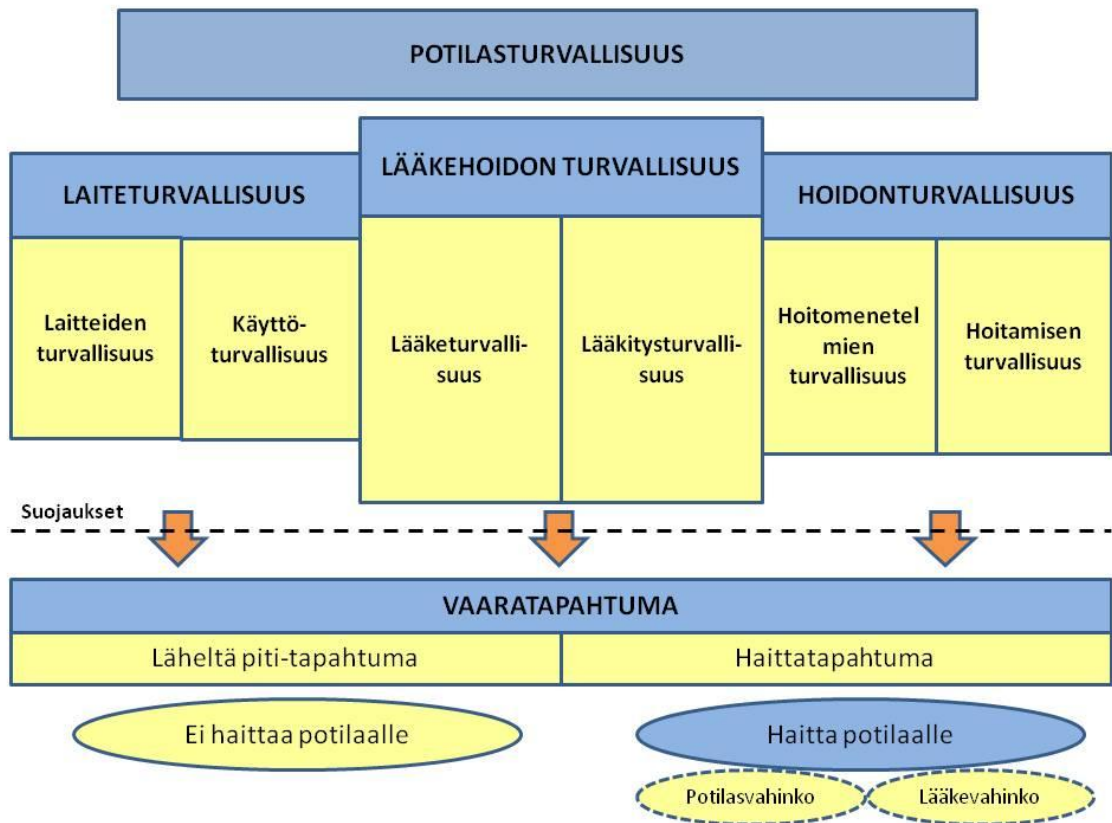 POTILASTURVALLISUUS
LAITETURVALLISUUS
LÄÄKEHOIDON TURVALLISUUS
HOIDONTURVALLISUUS
Laitteiden
turvallisuus
Käyttö-
turvallisuus
Lääketurvalli-
suus
Lääkitysturvalli-
suus
Hoitomenetel
mien
turvallisuus
Hoitamisen
turvallisuus
Suojaukset
VAARATAPAHTUMA
Läheltä piti-tapahtuma
Haittatapahtuma
Ei haittaa potilaalle
Haitta potilaalle
Potilasvahinko
Lääkevahinko